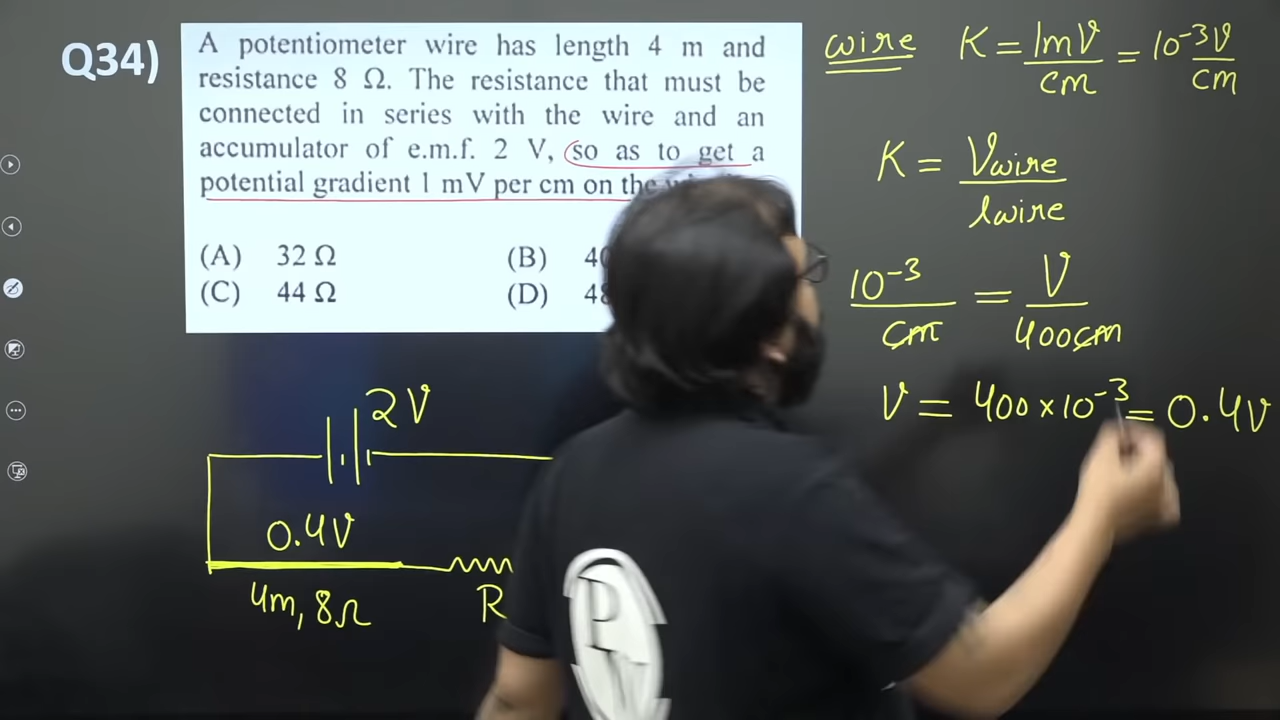 Q34)
A potentiometer wire has length 4 m and
resistance 8 Ω. The resistance that must be
connected in series with the wire and an
accumulator of e.m.f. 2 V, so as to get a
potential gradient 1 mV per cm on the
(A) 32 Ω (B)
(C) 44 Ω (D)
wire K = 1mV/cm = 10⁻³V/cm
K = Vwire/lwire
10⁻³/cm = V/400cm
V = 400×10⁻³ = 0.4V
2V
0.4V
4m, 8Ω R